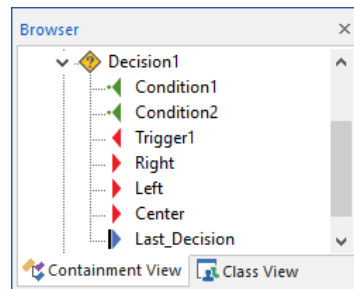 Browser
Decision1
Condition1
Condition2
Trigger1
Right
Left
Center
Last_Decision
Containment View Class View